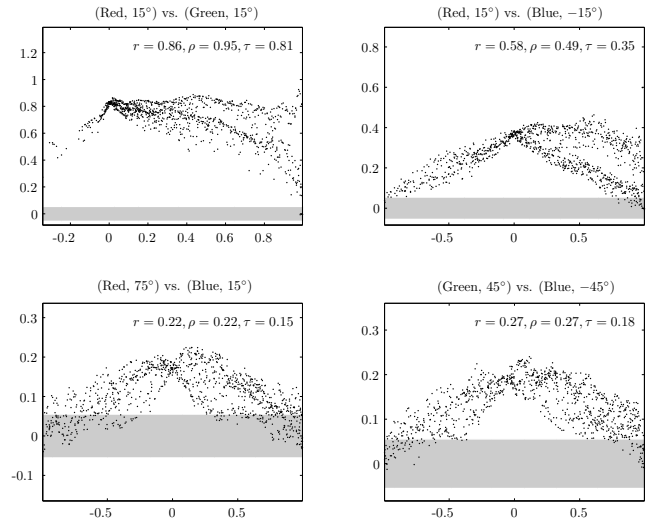 (Red, 15°) vs. (Green, 15°)
r = 0.86, ρ = 0.95, τ = 0.81
1.2
1
0.8
0.6
0.4
0.2
0
-0.2 0 0.2 0.4 0.6 0.8
(Red, 15°) vs. (Blue, −15°)
r = 0.58, ρ = 0.49, τ = 0.35
0.8
0.6
0.4
0.2
0
-0.5 0 0.5
(Red, 75°) vs. (Blue, 15°)
r = 0.22, ρ = 0.22, τ = 0.15
0.3
0.2
0.1
0
-0.1
-0.5 0 0.5
(Green, 45°) vs. (Blue, −45°)
r = 0.27, ρ = 0.27, τ = 0.18
0.3
0.2
0.1
0
-0.5 0 0.5